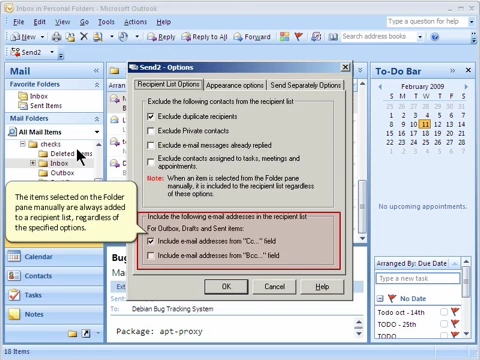 Inbox in Personal Folders - Microsoft Outlook
File Edit View Go Tools Actions Help
Type a question for help
New Reply Reply to All Forward Search address books
Send2
Mail
Favorite Folders
Inbox
Sent Items
Mail Folders
All Mail Items
checks
Deleted Items
Inbox
Outbox
The items selected on the Folder
pane manually are always added
to a recipient list, regardless of
the specified options.
Calendar
Contacts
Tasks
Notes
18 Items
Send2 - Default
Recipient List Options Appearance options Send Separately Options
Exclude the following contacts from the recipient list
Exclude duplicate recipients
Exclude Private contacts
Exclude e-mail messages already replied
Exclude contacts assigned to tasks, meetings and
appointments.
Note: When an item is selected from the Folder pane
manually, it is included to the recipient list regardless
of these options.
Include the following e-mail addresses in the recipient list
For Outbox, Drafts and Sent items:
Include e-mail addresses from "Cc..." field
Include e-mail addresses from "Bcc..." field
OK Cancel Help
To: Debian Bug Tracking System
Package: apt-proxy
To-Do Bar
February 2009
M T W T F S S
25 26 27 28 29 30 31
1 2 3 4 5 6 7
8 9 10 11 12 13 14
15 16 17 18 19 20 21
22 23 24 25 26 27 28
No upcoming appointments.
Arranged By: Due Date
Type a new task
No Date
Todo oct - 14th
TODO - 25th